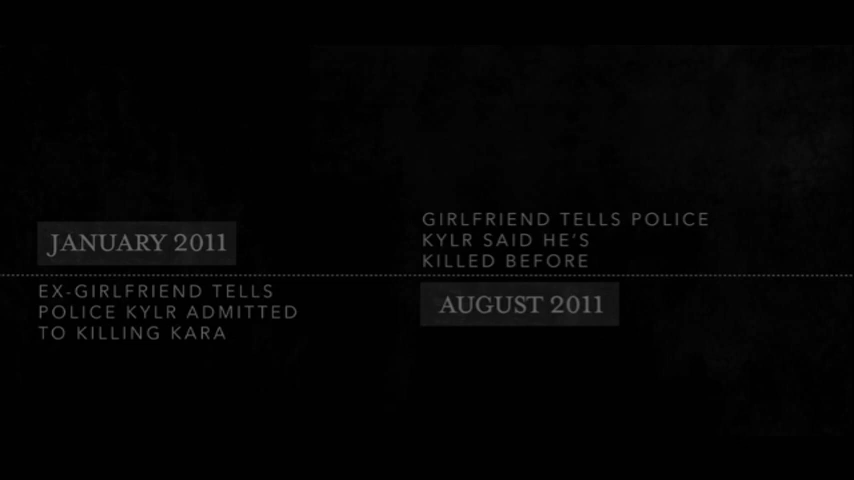 JANUARY 2011
EX-GIRLFRIEND TELLS
POLICE KYLR ADMITTED
TO KILLING KARA
GIRLFRIEND TELLS POLICE
KYLR SAID HE'S
KILLED BEFORE
AUGUST 2011